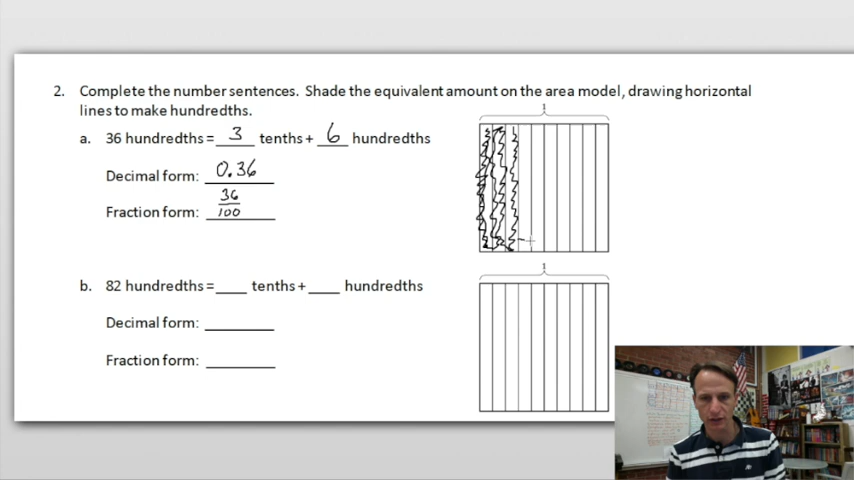 2. Complete the number sentences. Shade the equivalent amount on the area model, drawing horizontal
lines to make hundredths.
1
a. 36 hundredths = 3 tenths + 6 hundredths
Decimal form: 0.36
Fraction form: 36/100
1
b. 82 hundredths = ____ tenths + ____ hundredths
Decimal form: ________
Fraction form: ________